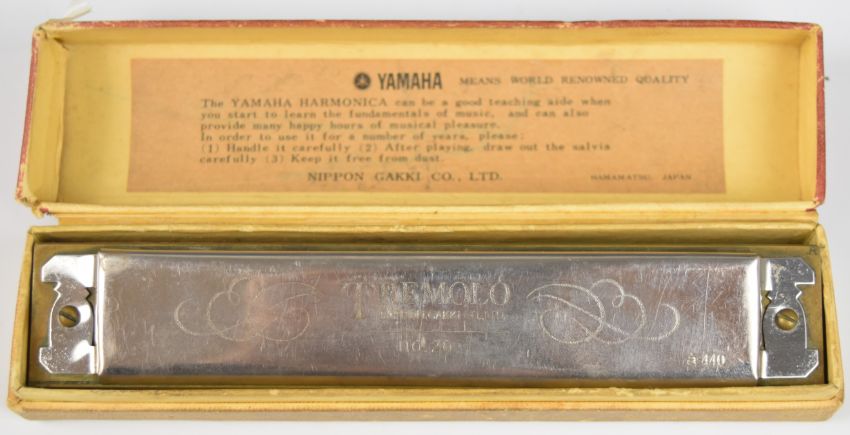 YAMAHA MEANS WORLD RENOWNED QUALITY
The YAMAHA HARMONICA can be a good teaching aide when
you start to learn the fundamentals of music, and can also
provide many happy hours of musical pleasure.
In order to use it for a number of years, please;
(1) Handle it carefully (2) After playing, draw out the salvis
carefully (3) Keep it free from dust.
NIPPON GAKKI CO., LTD. HAMAMATSU, JAPAN
TREMOLO
no.
a-440